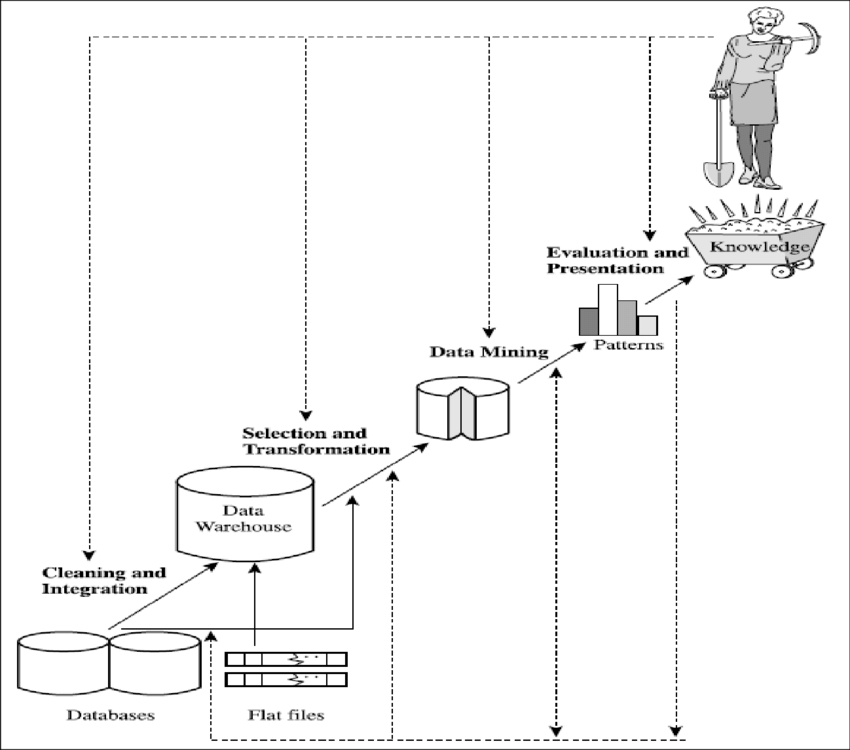 Knowledge
Evaluation and
Presentation
Patterns
Data Mining
Selection and
Transformation
Data
Warehouse
Cleaning and
Integration
Databases
Flat files